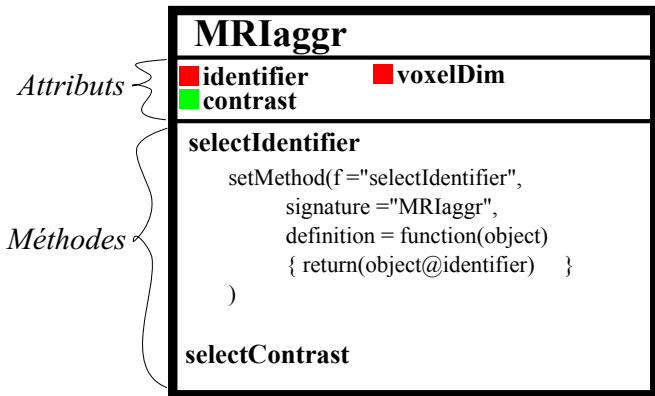 MRIaggr
Attributs
identifier voxelDim
contrast
selectIdentifier
setMethod(f ="selectIdentifier",
signature ="MRIaggr",
definition = function(object)
{ return(object@identifier) }
)
Méthodes
selectContrast